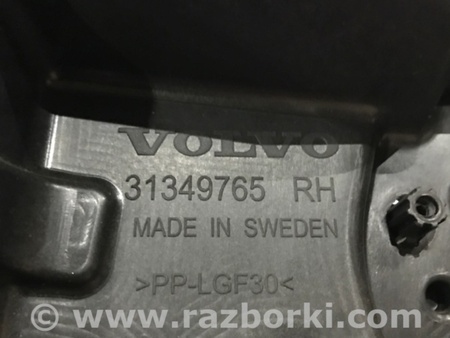 VOLVO
31349765 RH
MADE IN SWEDEN
>PP-LGF30<
www.razborki.com